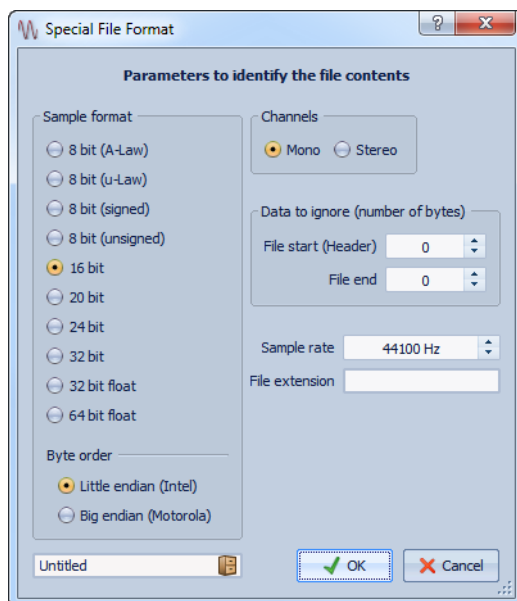 Special File Format
?
Parameters to identify the file contents
Sample format
8 bit (A-Law)
8 bit (u-Law)
8 bit (signed)
8 bit (unsigned)
16 bit
20 bit
24 bit
32 bit
32 bit float
64 bit float
Byte order
Little endian (Intel)
Big endian (Motorola)
Channels
Mono Stereo
Data to ignore (number of bytes)
File start (Header) 0
File end 0
Sample rate 44100 Hz
File extension
Untitled
OK Cancel